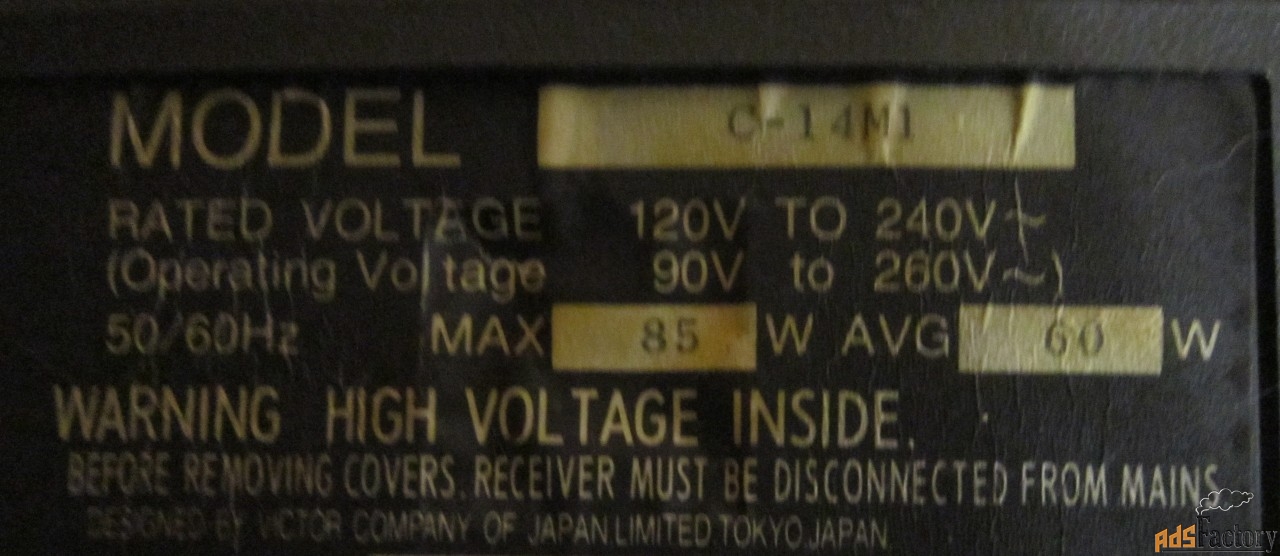 MODEL C-14M1
RATED VOLTAGE 120V TO 240V~
(Operating Voltage 90V to 260V~)
50/60Hz MAX 85 W AVG 60 W
WARNING HIGH VOLTAGE INSIDE.
BEFORE REMOVING COVERS. RECEIVER MUST BE DISCONNECTED FROM MAINS
DESIGNED BY VICTOR COMPANY OF JAPAN.LIMITED.TOKYO.JAPAN
AdsFactory